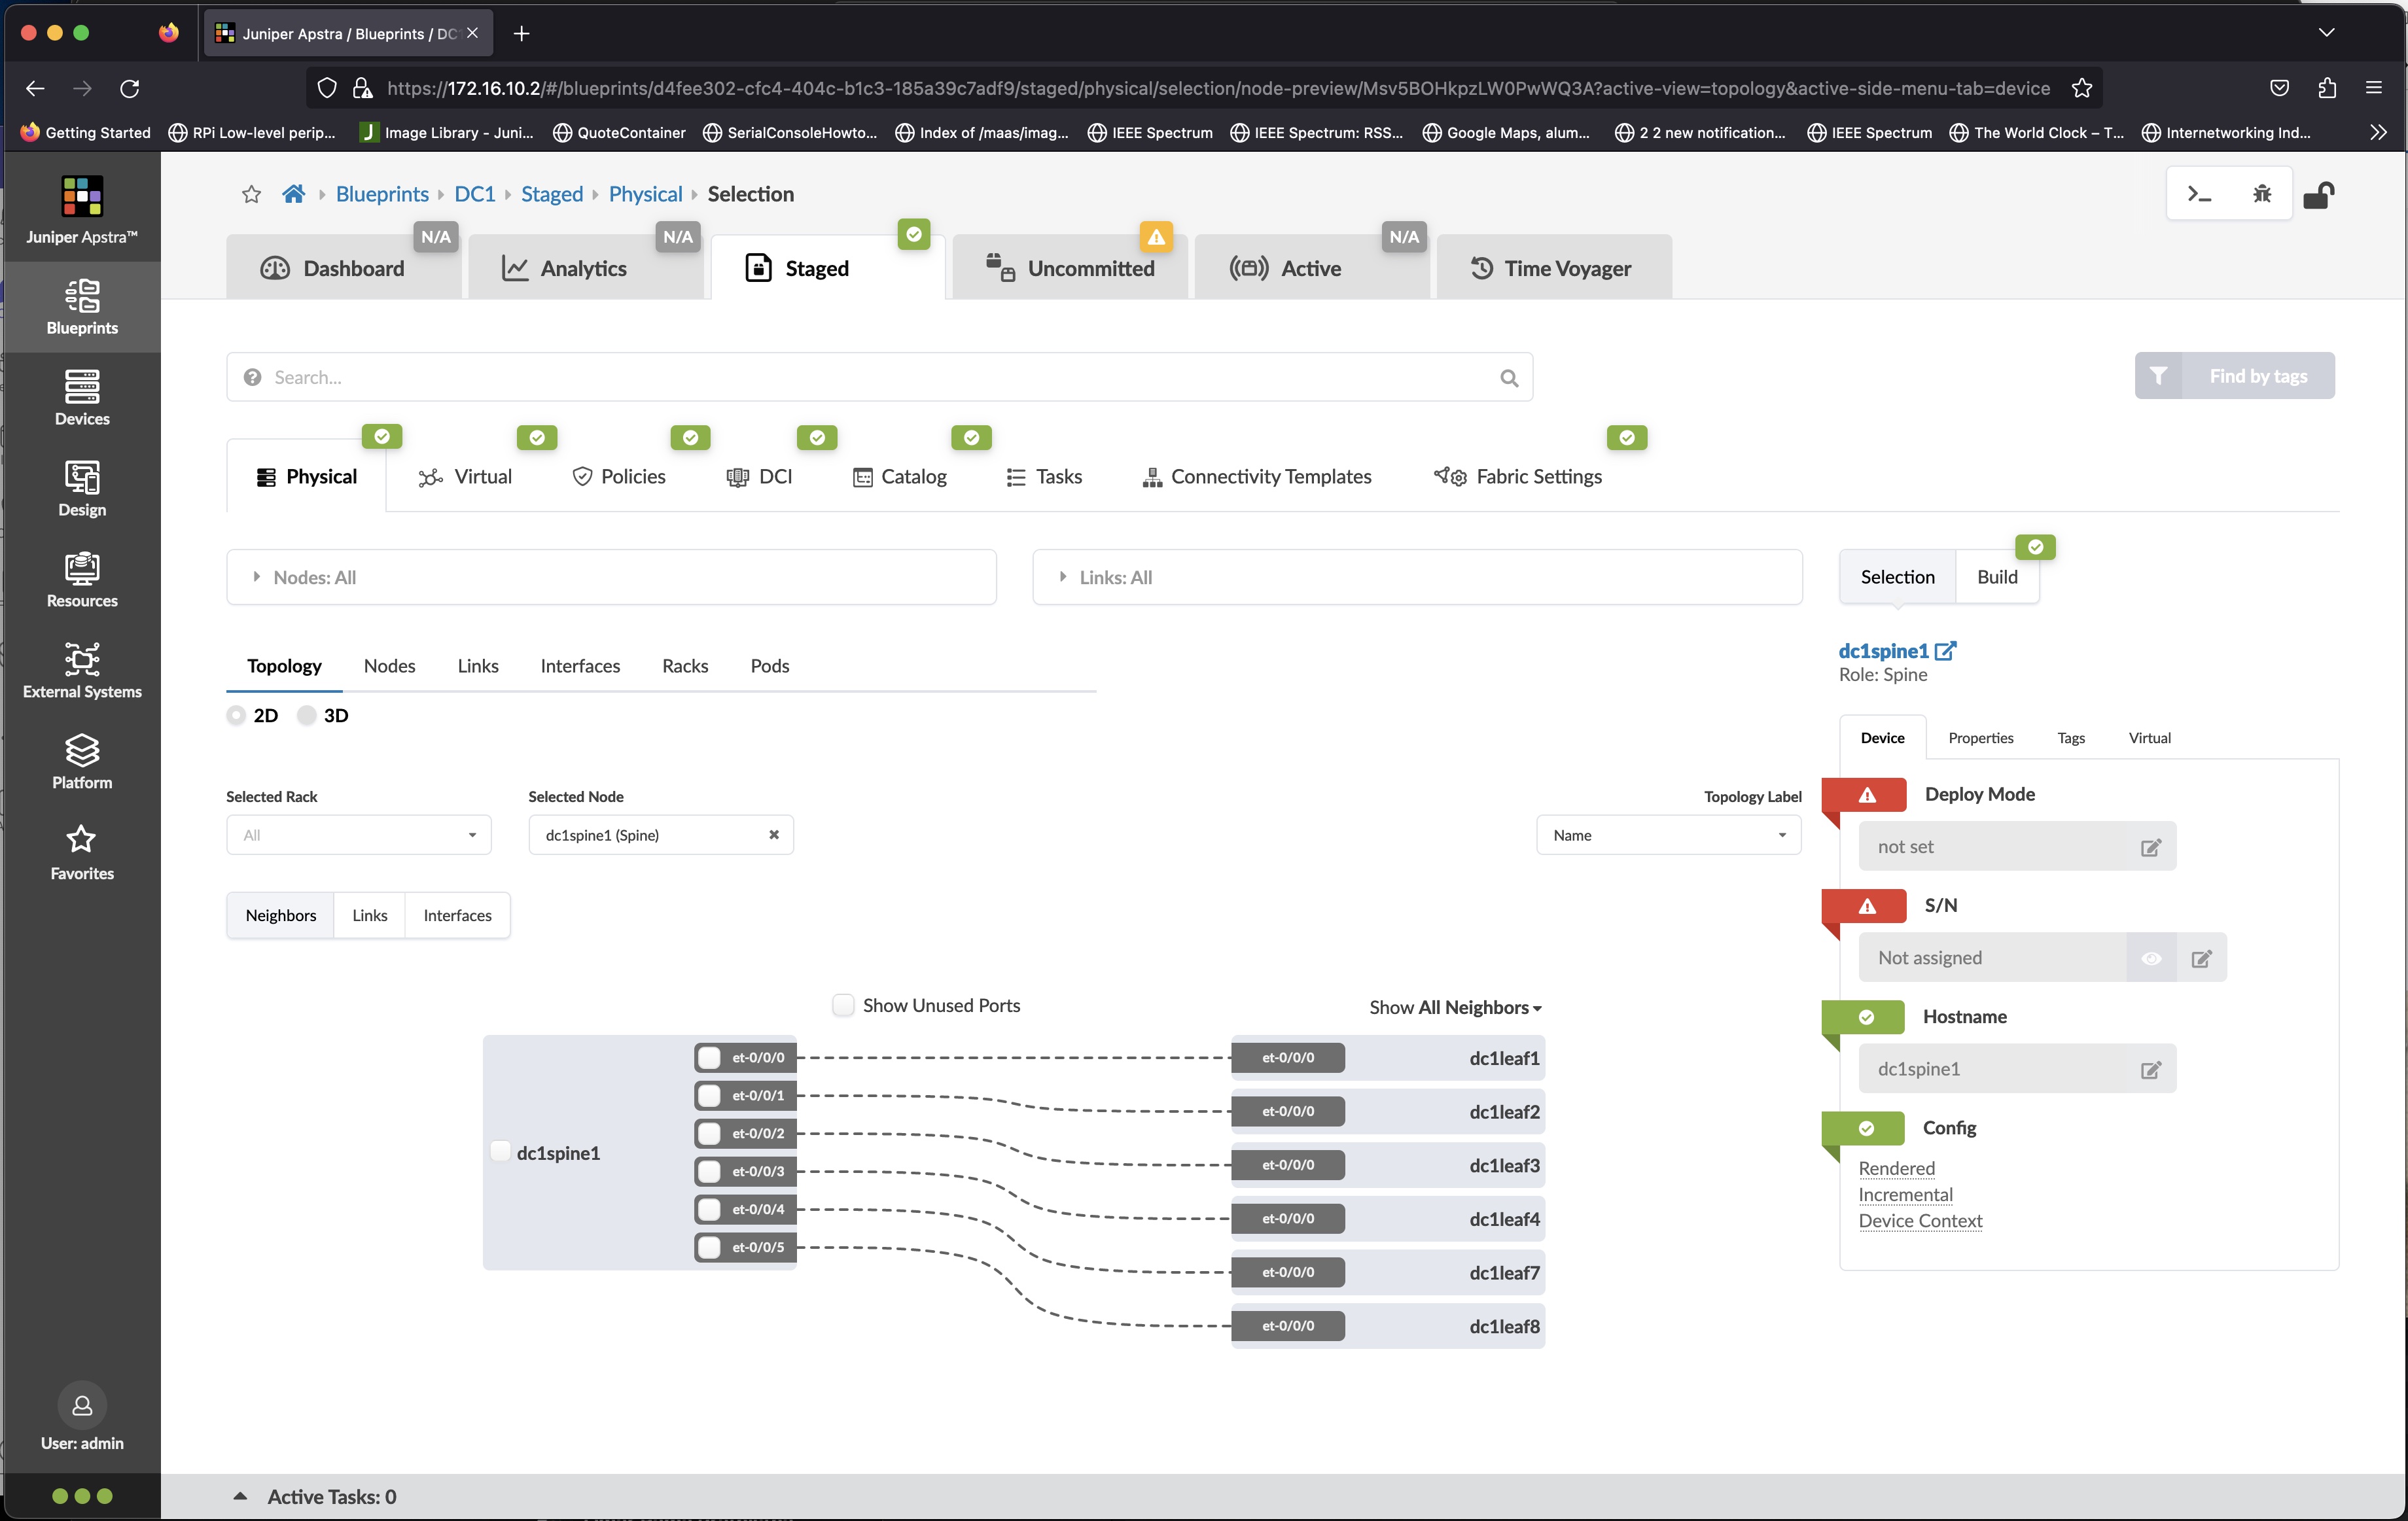 Juniper Apstra / Blueprints / DC
https://172.16.10.2/#/blueprints/d4fee302-cfc4-404c-b1c3-185a39c7adf9/staged/physical/selection/node-preview/Msv5BOHkpzLW0PwWQ3A?active-view=topology&active-side-menu-tab=device
Getting Started RPi Low-level perip... Image Library - Juni... QuoteContainer SerialConsoleHowto... Index of /maas/imag... IEEE Spectrum IEEE Spectrum: RSS... Google Maps, alum... 2 2 new notification... IEEE Spectrum The World Clock – T... Internetworking Ind...
Juniper Apstra™
Blueprints
Devices
Design
Resources
External Systems
Platform
Favorites
User: admin
Blueprints DC1 Staged Physical Selection
N/A N/A N/A
Dashboard Analytics Staged Uncommitted Active Time Voyager
Search... Find by tags
Physical Virtual Policies DCI Catalog Tasks Connectivity Templates Fabric Settings
Nodes: All Links: All Selection Build
Topology Nodes Links Interfaces Racks Pods
2D 3D
Selected Rack Selected Node Topology Label
All dc1spine1 (Spine) Name
Neighbors Links Interfaces
Show Unused Ports Show All Neighbors
dc1spine1
et-0/0/0
et-0/0/1
et-0/0/2
et-0/0/3
et-0/0/4
et-0/0/5
et-0/0/0 dc1leaf1
et-0/0/0 dc1leaf2
et-0/0/0 dc1leaf3
et-0/0/0 dc1leaf4
et-0/0/0 dc1leaf7
et-0/0/0 dc1leaf8
dc1spine1
Role: Spine
Device Properties Tags Virtual
Deploy Mode
not set
S/N
Not assigned
Hostname
dc1spine1
Config
Rendered
Incremental
Device Context
Active Tasks: 0